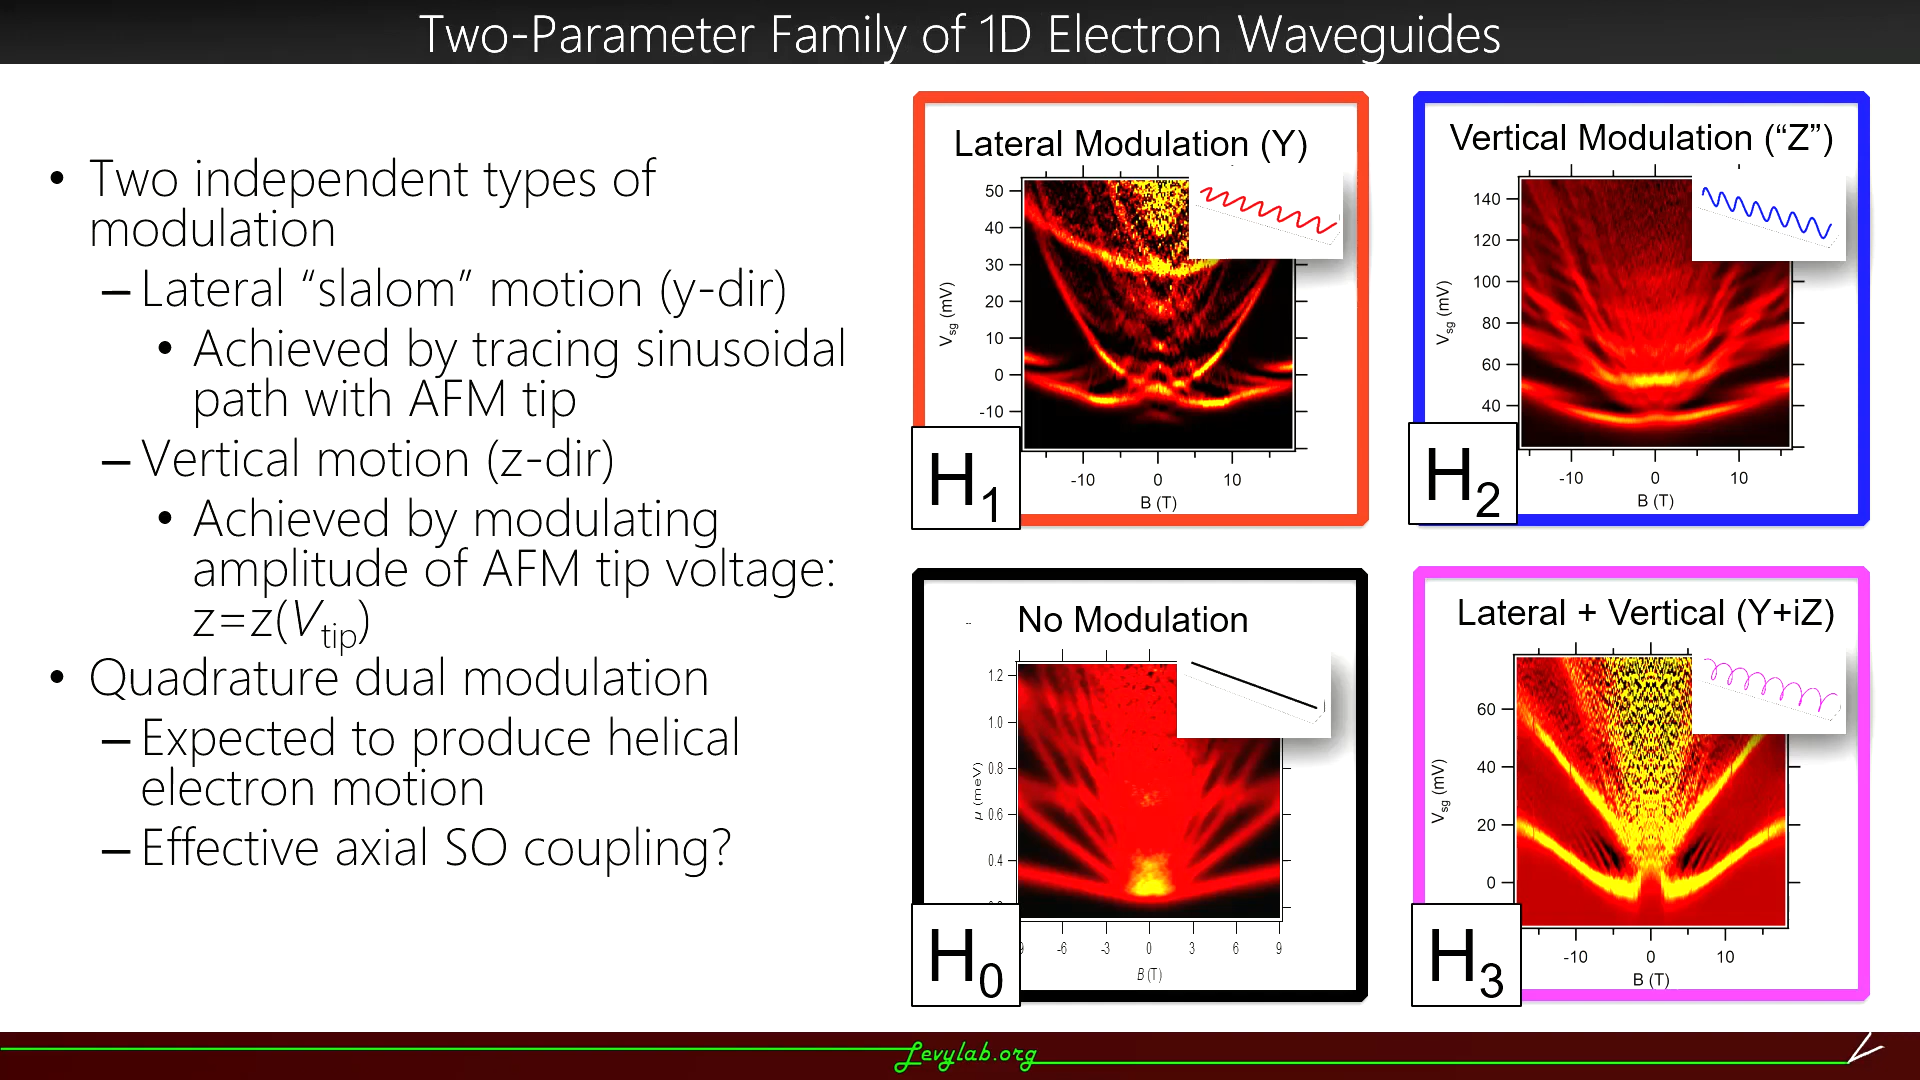 Two-Parameter Family of 1D Electron Waveguides
• Two independent types of
modulation
– Lateral “slalom” motion (y-dir)
• Achieved by tracing sinusoidal
path with AFM tip
– Vertical motion (z-dir)
• Achieved by modulating
amplitude of AFM tip voltage:
z=z(Vtip)
• Quadrature dual modulation
– Expected to produce helical
electron motion
– Effective axial SO coupling?
Lateral Modulation (Y)
50
40
30
20
10
0
-10
Vsg (mV)
-10 0 10
B (T)
H1
Vertical Modulation (“Z”)
140
120
100
80
60
40
Vsg (mV)
-10 0 10
B (T)
H2
No Modulation
1.2
1.0
0.8
0.6
0.4
μ (meV)
-6 -3 0 3 6 9
B (T)
H0
Lateral + Vertical (Y+iZ)
60
40
20
0
Vsg (mV)
-10 0 10
B (T)
H3
Levylab.org